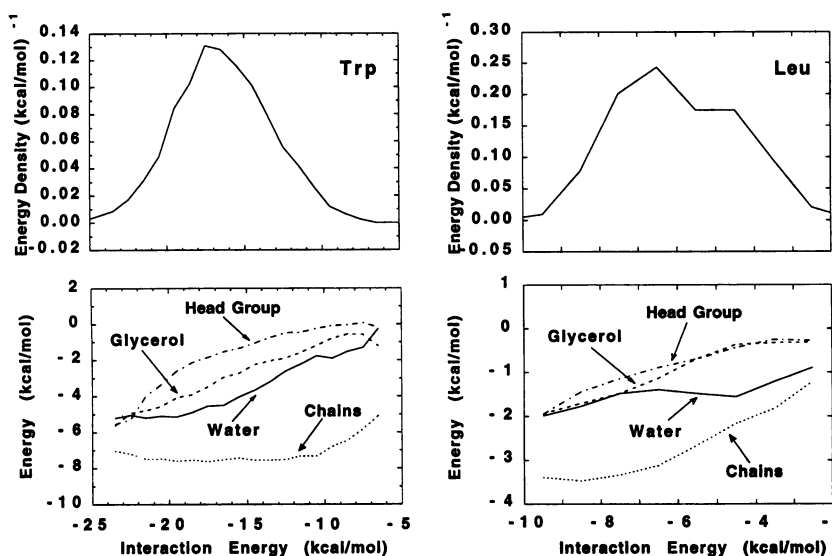 -1
0.14
0.12
0.10
0.08
0.06
0.04
0.02
0.00
-0.02
Energy Density (kcal/mol)
Trp
-1
0.30
0.25
0.20
0.15
0.10
0.05
0.00
-0.05
Energy Density (kcal/mol)
Leu
2
0
-2
-4
-6
-8
-10
Energy (kcal/mol)
Head Group
Glycerol
Water
Chains
-25 -20 -15 -10 -5
Interaction Energy (kcal/mol)
1
0
-1
-2
-3
-4
Energy (kcal/mol)
Head Group
Glycerol
Water
Chains
-10 -8 -6 -4 -2
Interaction Energy (kcal/mol)